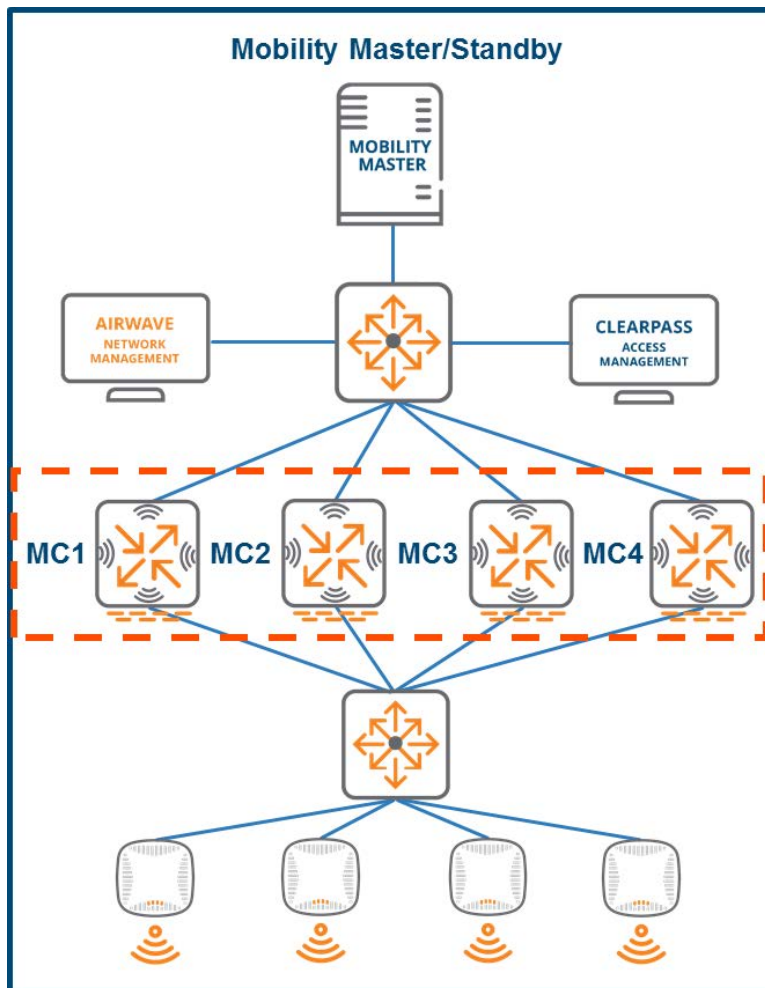 Mobility Master/Standby
MOBILITY
MASTER
AIRWAVE
NETWORK
MANAGEMENT
CLEARPASS
ACCESS
MANAGEMENT
MC1
MC2
MC3
MC4